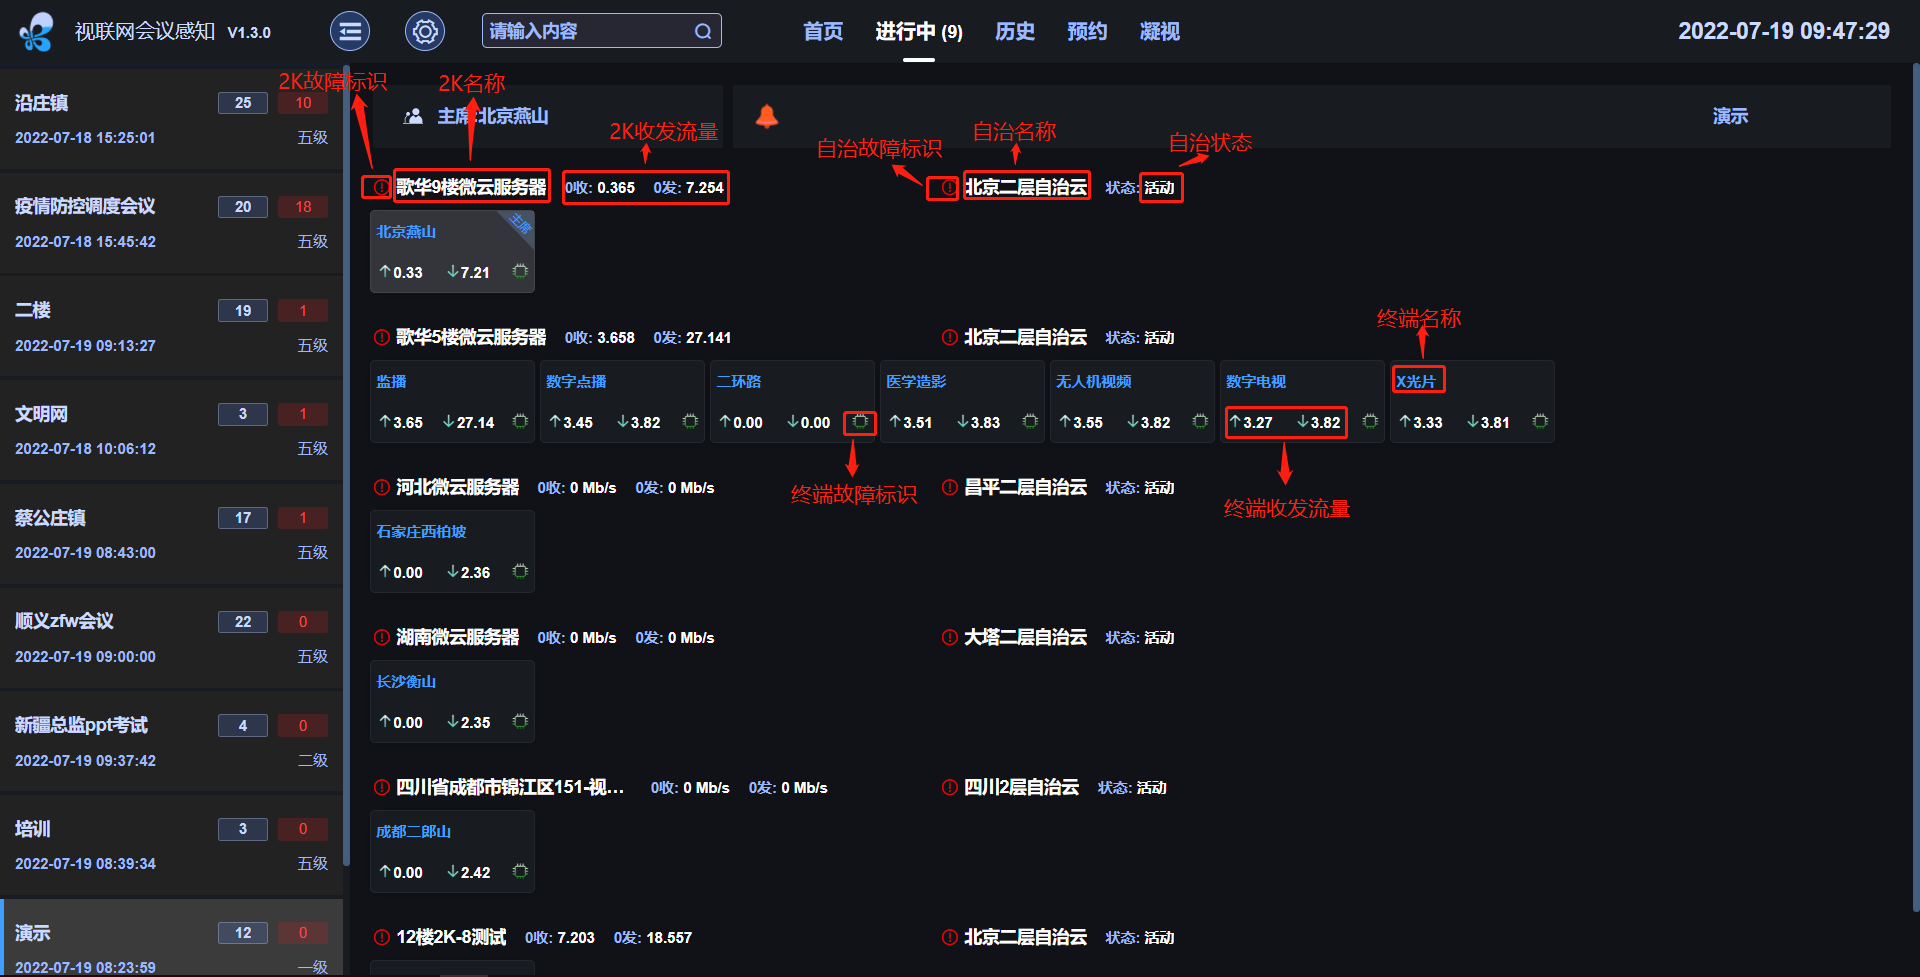 视联网会议感知 V1.3.0
请输入内容
首页 进行中 (9) 历史 预约 凝视
2022-07-19 09:47:29
沿庄镇 25 10
2022-07-18 15:25:01 五级
疫情防控调度会议 20 18
2022-07-18 15:45:42 五级
二楼 19 1
2022-07-19 09:13:27 五级
文明网 3 1
2022-07-18 10:06:12 五级
蔡公庄镇 17 1
2022-07-19 08:43:00 五级
顺义zfw会议 22 0
2022-07-19 09:00:00 五级
新疆总监ppt考试 4 0
2022-07-19 09:37:42 二级
培训 3 0
2022-07-19 08:39:34 五级
演示 12 0
2022-07-19 08:23:59 一级
2K故障标识 2K名称
主席:北京燕山 演示
2K收发流量 自治故障标识 自治名称 自治状态
歌华9楼微云服务器 0收: 0.365 0发: 7.254 北京二层自治云 状态: 活动
北京燕山 主席
0.33 7.21
终端名称
歌华5楼微云服务器 0收: 3.658 0发: 27.141 北京二层自治云 状态: 活动
监播 数字点播 二环路 医学造影 无人机视频 数字电视 X光片
3.65 27.14 3.45 3.82 0.00 0.00 3.51 3.83 3.55 3.82 3.27 3.82 3.33 3.81
河北微云服务器 0收: 0 Mb/s 0发: 0 Mb/s 昌平二层自治云 状态: 活动
终端故障标识 终端收发流量
石家庄西柏坡
0.00 2.36
湖南微云服务器 0收: 0 Mb/s 0发: 0 Mb/s 大塔二层自治云 状态: 活动
长沙衡山
0.00 2.35
四川省成都市锦江区151-视... 0收: 0 Mb/s 0发: 0 Mb/s 四川2层自治云 状态: 活动
成都二郎山
0.00 2.42
12楼2K-8测试 0收: 7.203 0发: 18.557 北京二层自治云 状态: 活动